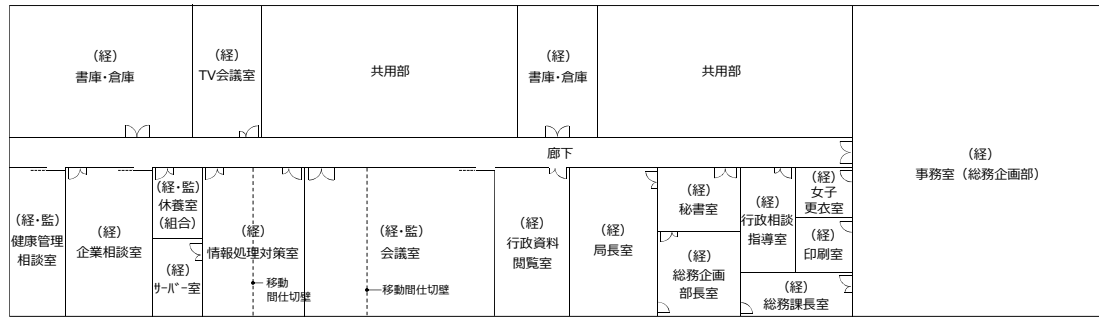 （経）
書庫・倉庫
（経）
TV会議室
共用部
（経）
書庫・倉庫
共用部
廊下
（経）
事務室（総務企画部）
（経・監）
健康管理
相談室
（経）
企業相談室
（経・監）
休養室
（組合）
（経）
ｻｰﾊﾞｰ室
（経）
情報処理対策室
移動
間仕切壁
（経・監）
会議室
移動間仕切壁
（経）
行政資料
閲覧室
（経）
局長室
（経）
秘書室
（経）
総務企画
部長室
（経）
行政相談
指導室
（経）
女子
更衣室
（経）
印刷室
（経）
総務課長室